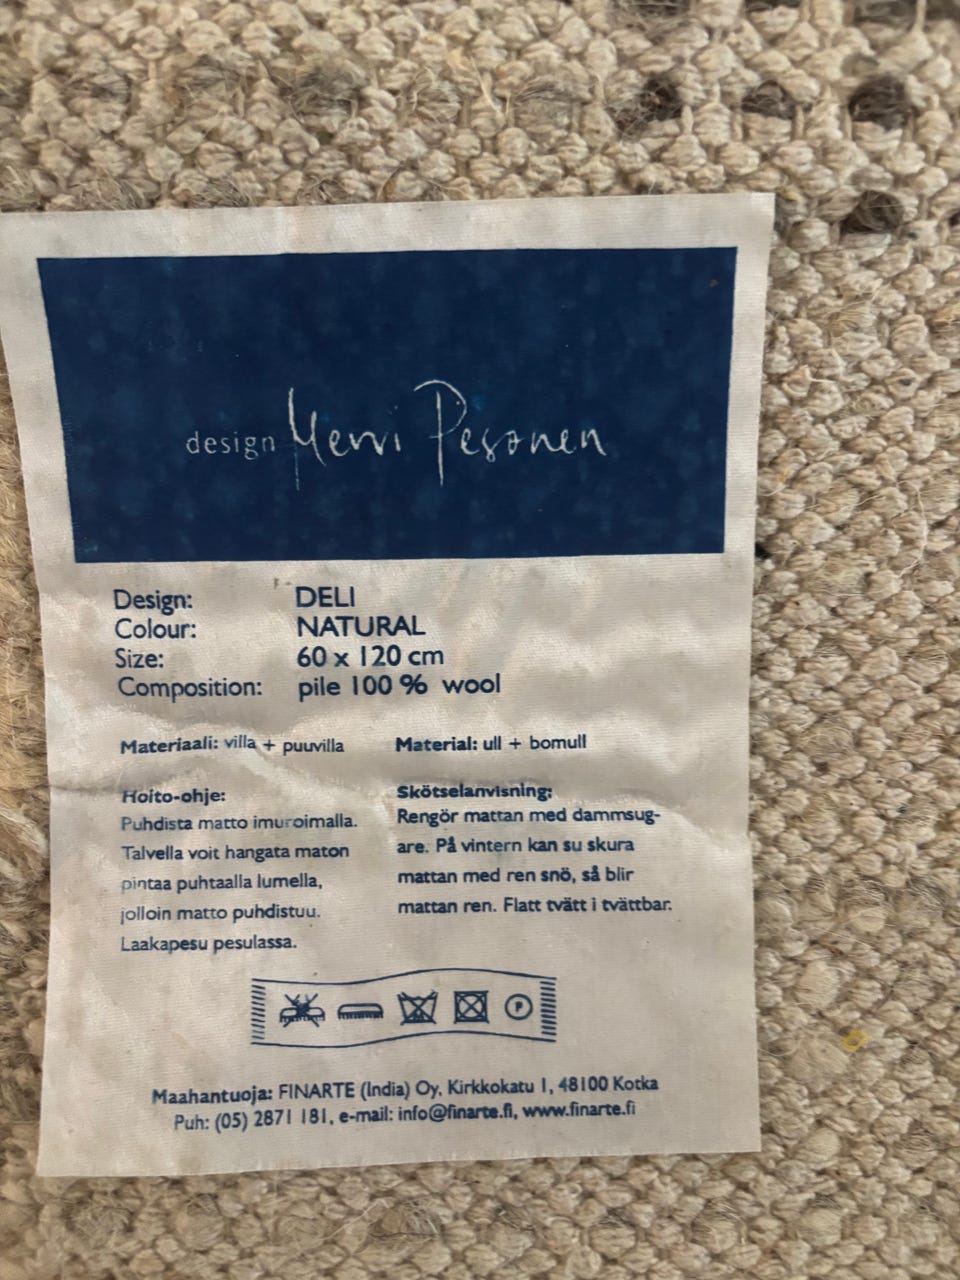 design Mervi Pesonen
Design: DELI
Colour: NATURAL
Size: 60 x 120 cm
Composition: pile 100 % wool
Materiaali: villa + puuvilla
Hoito-ohje:
Puhdista matto imuroimalla.
Talvella voit hangata maton
pintaa puhtaalla lumella,
jolloin matto puhdistuu.
Laakapesu pesulassa.
Material: ull + bomull
Skötselanvisning:
Rengör mattan med dammsug-
are. På vintern kan su skura
mattan med ren snö, så blir
mattan ren. Flatt tvätt i tvättbar.
P
Maahantuoja: FINARTE (India) Oy, Kirkkokatu 1, 48100 Kotka
Puh: (05) 2871 181, e-mail: info@finarte.fi, www.finarte.fi